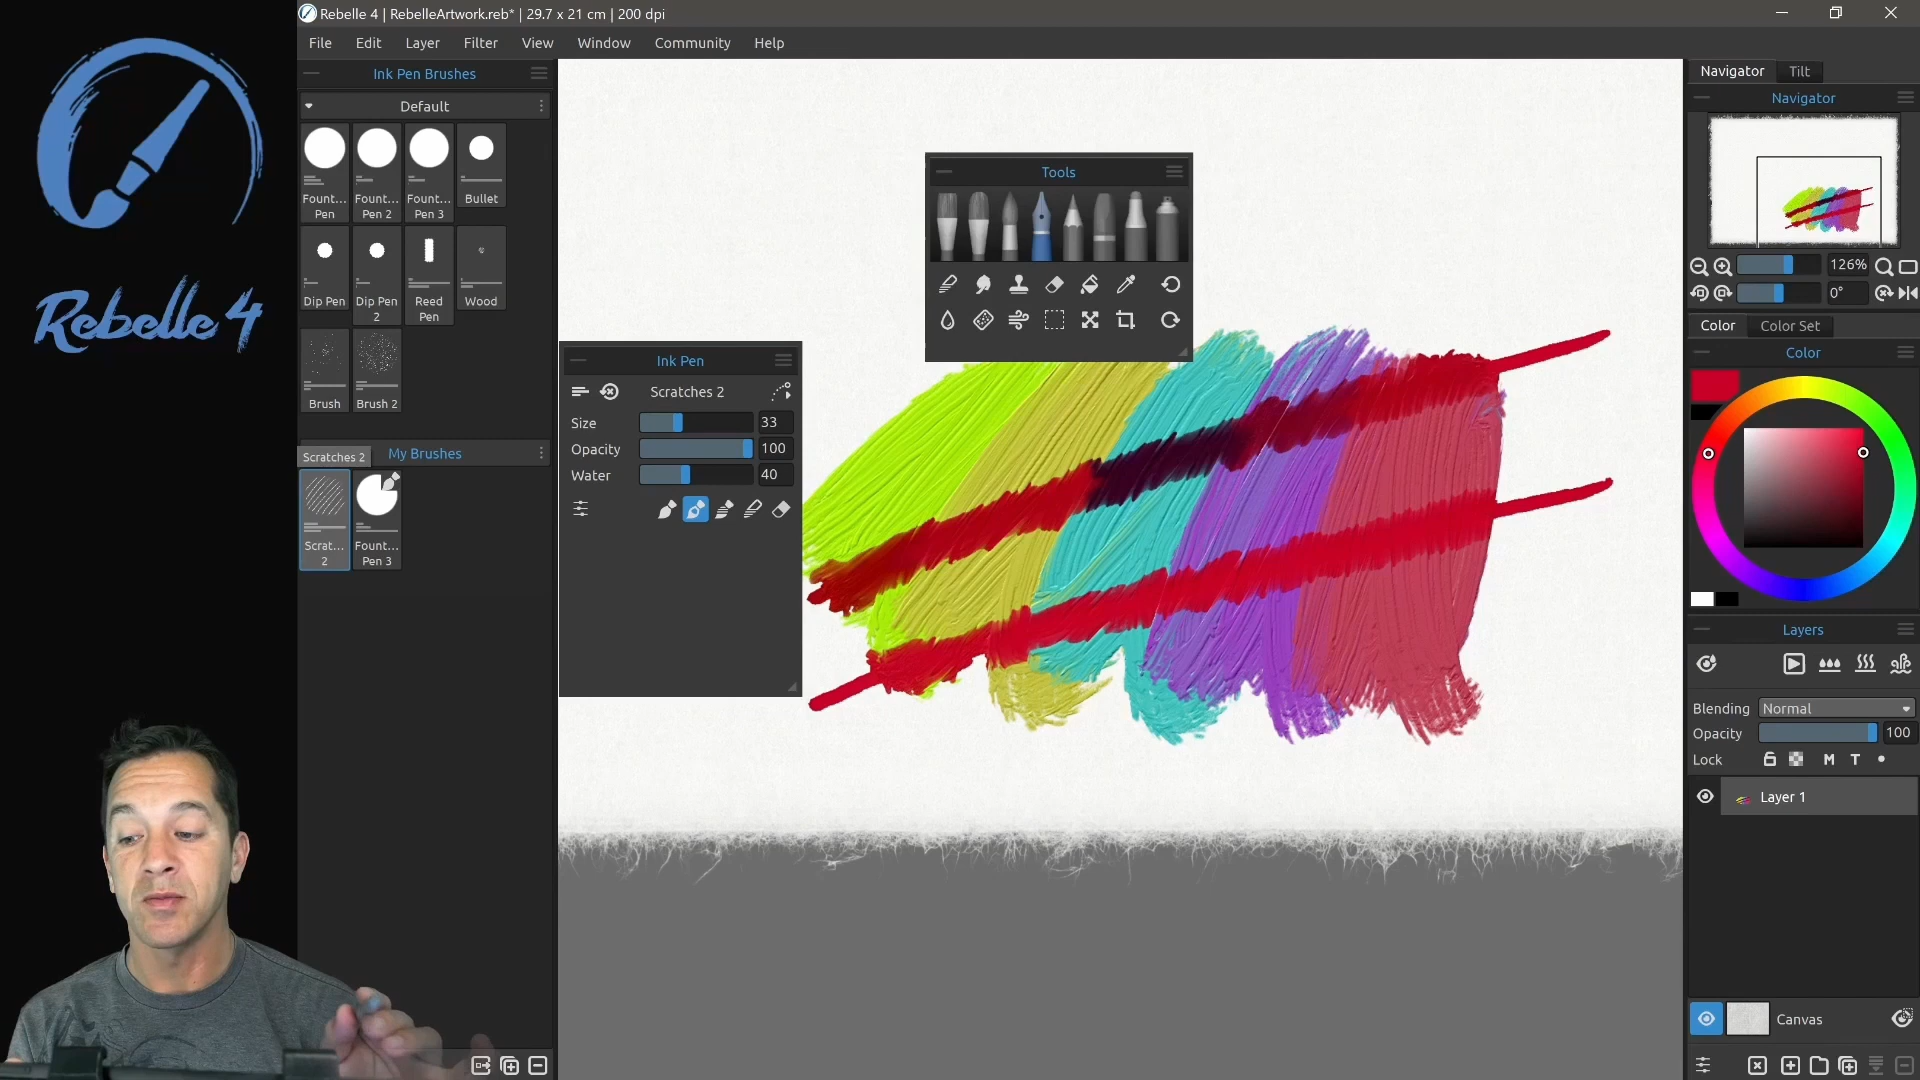 Rebelle 4
Rebelle 4 | RebelleArtwork.reb* | 29.7 x 21 cm | 200 dpi
File Edit Layer Filter View Window Community Help
Ink Pen Brushes
Default
Fount... Pen
Fount... Pen 2
Fount... Pen 3
Bullet
Dip Pen
Dip Pen 2
Reed Pen
Wood
Brush
Brush 2
Scratches 2
My Brushes
Scrat... 2
Fount... Pen 3
Ink Pen
Scratches 2
Size 33
Opacity 100
Water 40
Tools
Navigator Tilt
Navigator
126%
0°
Color Color Set
Color
Layers
Blending Normal
Opacity 100
Lock M T
Layer 1
Canvas